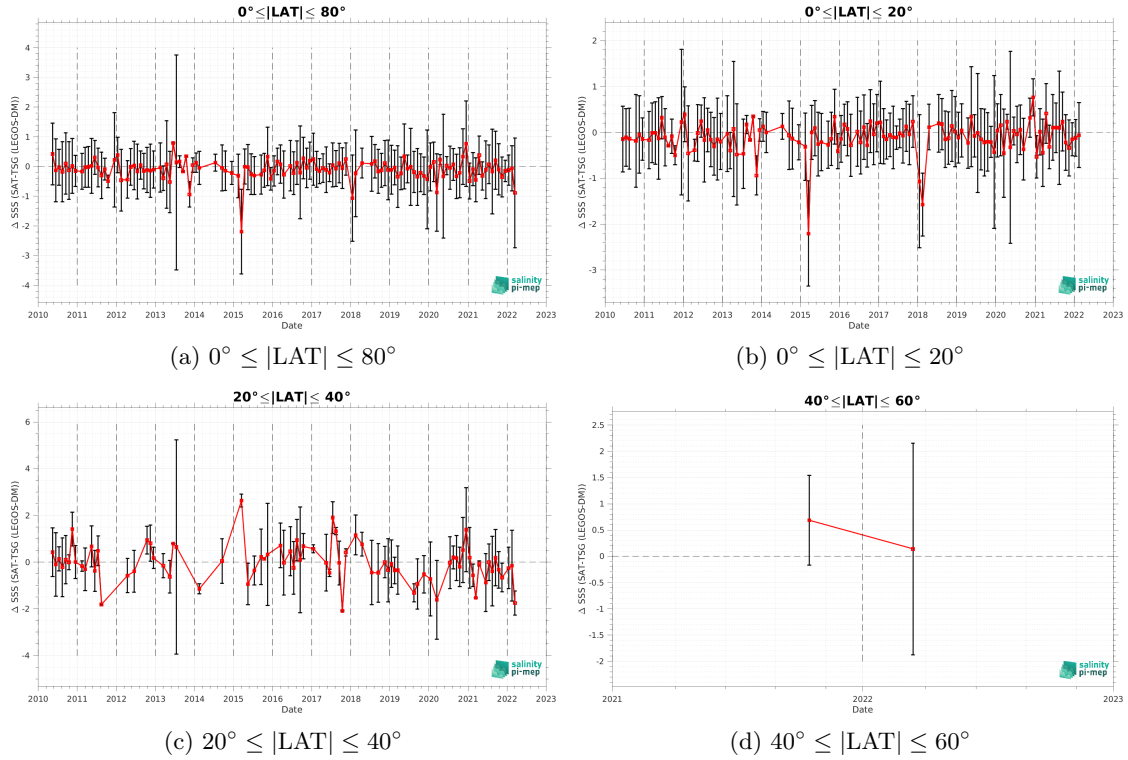 0°≤|LAT|≤ 80°
Δ SSS (SAT-TSG (LEGOS-DM))
4
3
2
1
0
-1
-2
-3
-4
2010 2011 2012 2013 2014 2015 2016 2017 2018 2019 2020 2021 2022 2023
Date
salinity
pi-mep
(a) 0° ≤ |LAT| ≤ 80°
0°≤|LAT|≤ 20°
Δ SSS (SAT-TSG (LEGOS-DM))
2
1
0
-1
-2
-3
2010 2011 2012 2013 2014 2015 2016 2017 2018 2019 2020 2021 2022 2023
Date
salinity
pi-mep
(b) 0° ≤ |LAT| ≤ 20°
20°≤|LAT|≤ 40°
Δ SSS (SAT-TSG (LEGOS-DM))
6
4
2
0
-2
-4
2010 2011 2012 2013 2014 2015 2016 2017 2018 2019 2020 2021 2022 2023
Date
salinity
pi-mep
(c) 20° ≤ |LAT| ≤ 40°
40°≤|LAT|≤ 60°
Δ SSS (SAT-TSG (LEGOS-DM))
2.5
2
1.5
1
0.5
0
-0.5
-1
-1.5
-2
2021 2022 2023
Date
salinity
pi-mep
(d) 40° ≤ |LAT| ≤ 60°